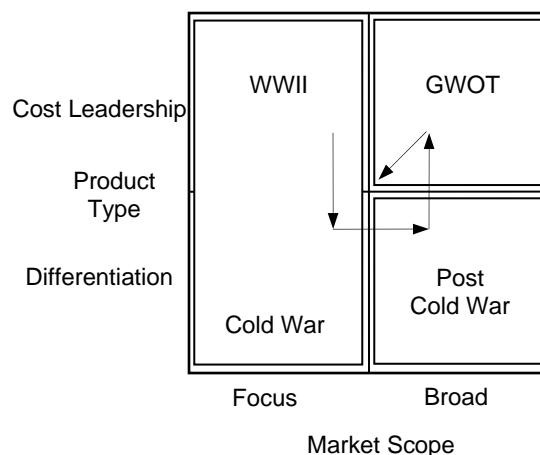 WWII
GWOT
Cost Leadership
Product
Type
Differentiation
Post
Cold War
Cold War
Focus
Broad
Market Scope